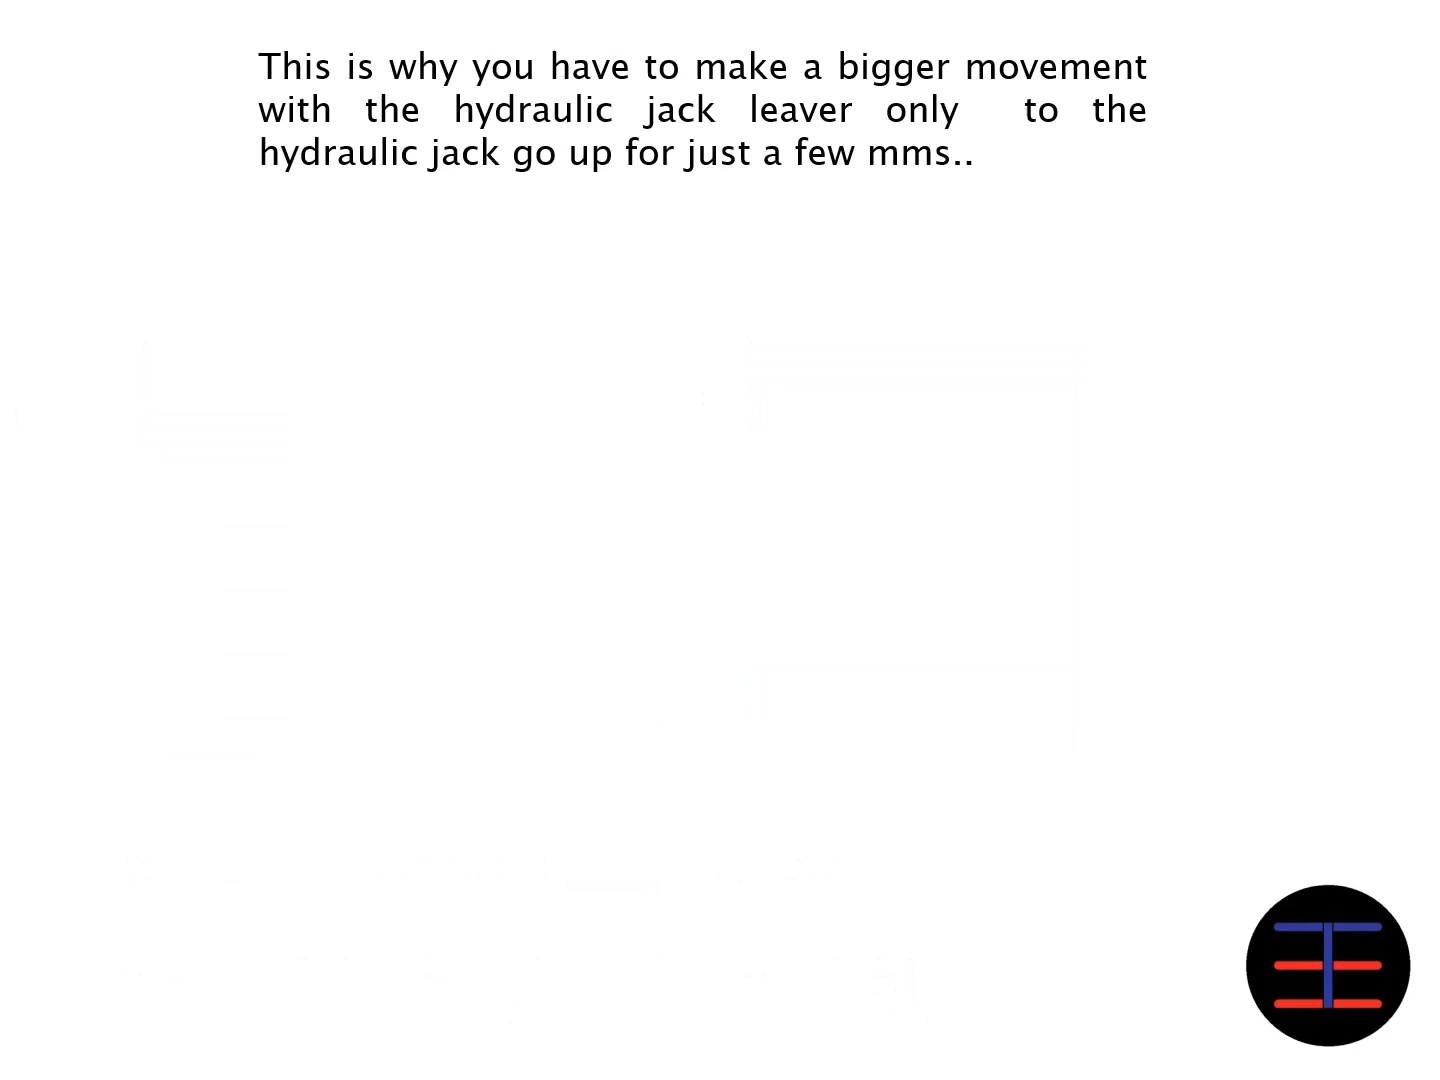 This is why you have to make a bigger movement
with the hydraulic jack leaver only to the
hydraulic jack go up for just a few mms..